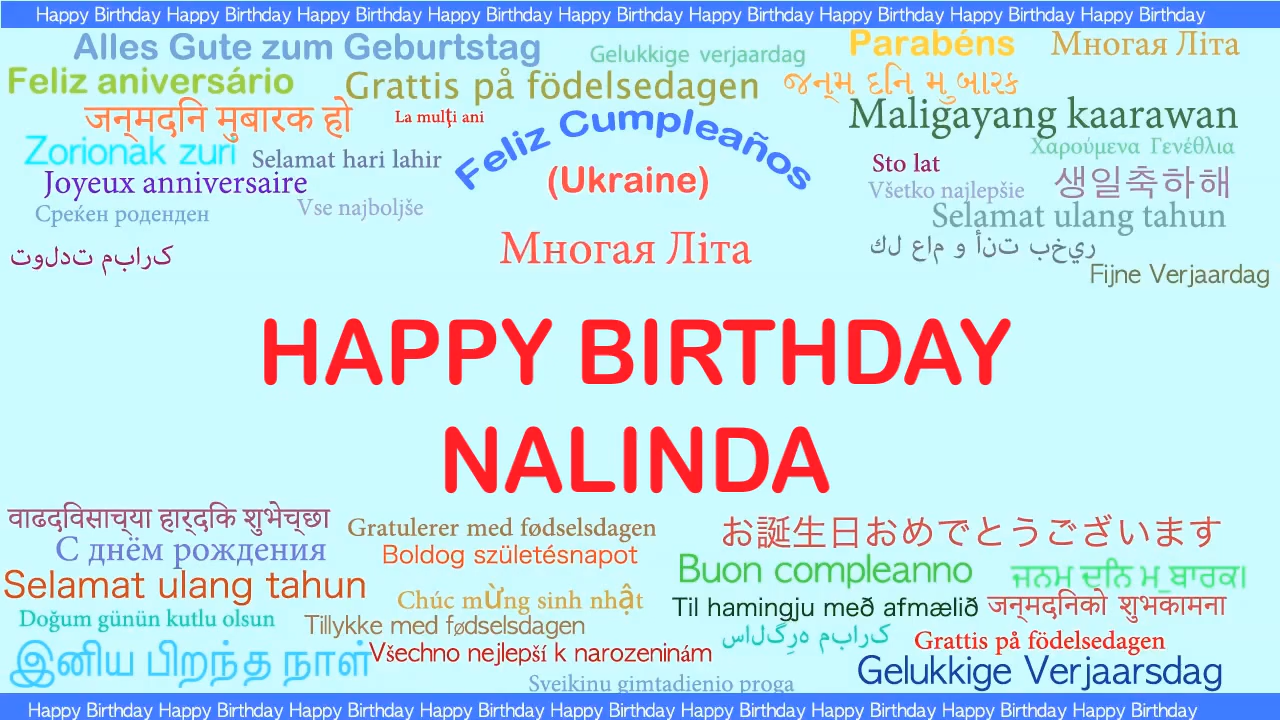 Happy Birthday Happy Birthday Happy Birthday Happy Birthday Happy Birthday Happy Birthday Happy Birthday Happy Birthday Happy Birthday
Alles Gute zum Geburtstag
Gelukkige verjaardag
Parabéns
Многая Літа
Feliz aniversário
Grattis på födelsedagen
જન્મ દિન મુબારક
जन्मदिन मुबारक हो
La mulţi ani
Feliz Cumpleaños
Maligayang kaarawan
Zorionak zuri
Selamat hari lahir
Χαρούμενα Γενέθλια
Sto lat
Joyeux anniversaire
(Ukraine)
Všetko najlepšie
생일축하해
Среќен роденден
Vse najboljše
Selamat ulang tahun
תולדת
مبارک
Многая Літа
كل عام و أنت بخير
Fijne Verjaardag
HAPPY BIRTHDAY
NALINDA
वाढदिवसाच्या हार्दिक शुभेच्छा
Gratulerer med fødselsdagen
お誕生日おめでとうございます
С днём рождения
Boldog születésnapot
Buon compleanno
ਜਨਮ ਦਿਨ ਮੁਬਾਰਕ।
Selamat ulang tahun
Chúc mừng sinh nhật
Til hamingju með afmælið
जन्मदिनको शुभकामना
Doğum günün kutlu olsun
Tillykke med fødselsdagen
سالگرہ مبارک
Grattis på födelsedagen
இனிய பிறந்த நாள்
Všechno nejlepší k narozeninám
Gelukkige Verjaarsdag
Sveikinu gimtadienio proga
Happy Birthday Happy Birthday Happy Birthday Happy Birthday Happy Birthday Happy Birthday Happy Birthday Happy Birthday Happy Birthday